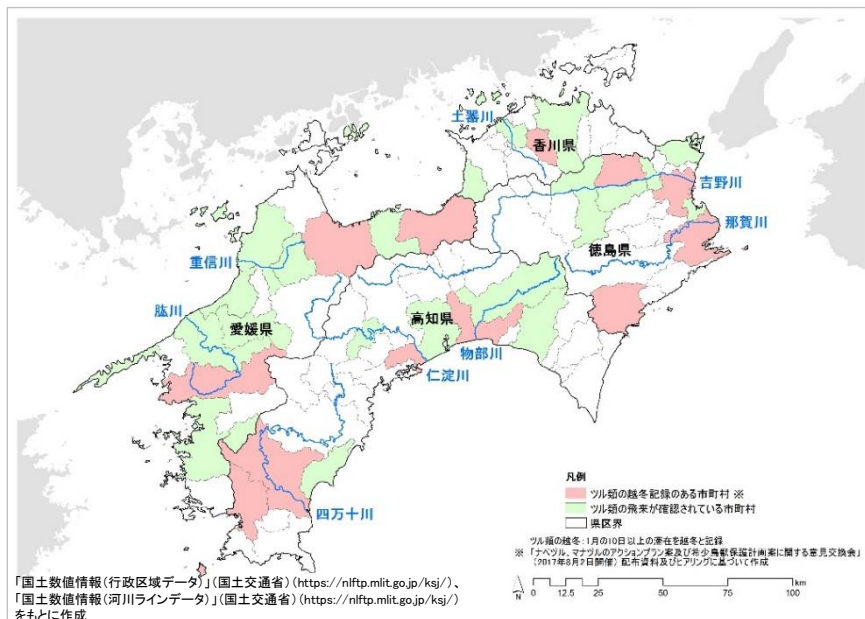 土器川
香川県
吉野川
那賀川
徳島県
重信川
肱川
愛媛県
高知県
物部川
仁淀川
四万十川
凡例
ツル類の越冬記録のある市町村 ※
ツル類の飛来が確認されている市町村
県区界
ツル類の越冬：1月の10日以上の滞在を越冬と記録
※ 「ナベヅル、マナヅルのアクションプラン案及び希少鳥獣保護計画案に関する意見交換会」
（2017年8月2日開催）配布資料及びヒアリングに基づいて作成
N
0 12.5 25 50 75 100
km
「国土数値情報（行政区域データ）」（国土交通省）（https://nlftp.mlit.go.jp/ksj/）、
「国土数値情報（河川ラインデータ）」（国土交通省）（https://nlftp.mlit.go.jp/ksj/）
をもとに作成